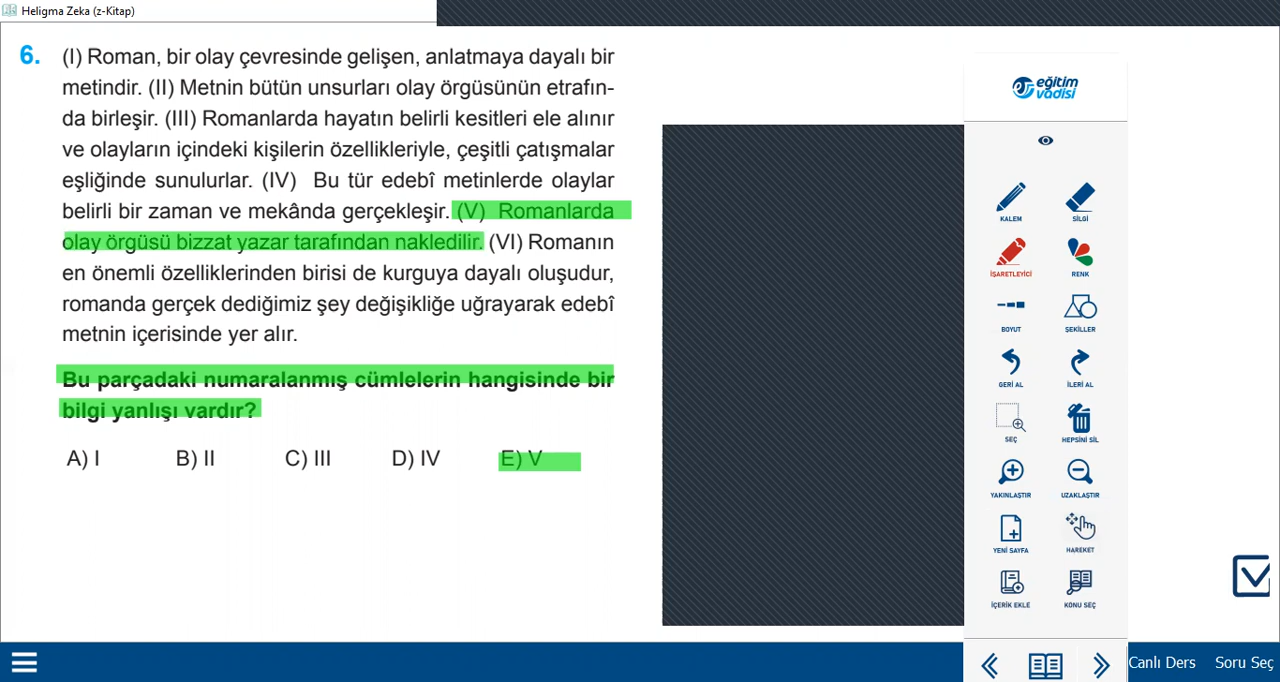 Heligma Zeka (z-Kitap)
6. (I) Roman, bir olay çevresinde gelişen, anlatmaya dayalı bir
metindir. (II) Metnin bütün unsurları olay örgüsünün etrafın-
da birleşir. (III) Romanlarda hayatın belirli kesitleri ele alınır
ve olayların içindeki kişilerin özellikleriyle, çeşitli çatışmalar
eşliğinde sunulurlar. (IV) Bu tür edebî metinlerde olaylar
belirli bir zaman ve mekânda gerçekleşir. (V) Romanlarda
olay örgüsü bizzat yazar tarafından nakledilir. (VI) Romanın
en önemli özelliklerinden birisi de kurguya dayalı oluşudur,
romanda gerçek dediğimiz şey değişikliğe uğrayarak edebî
metnin içerisinde yer alır.
Bu parçadaki numaralanmış cümlelerin hangisinde bir
bilgi yanlışı vardır?
A) I B) II C) III D) IV E) V
eğitim
vadisi
KALEM SİLGİ
İŞARETLEYİCİ RENK
BOYUT ŞEKİLLER
GERİ AL İLERİ AL
SEÇ HEPSİNİ SİL
YAKINLAŞTIR UZAKLAŞTIR
YENİ SAYFA HAREKET
İÇERİK EKLE KONU SEÇ
Canlı Ders Soru Seç